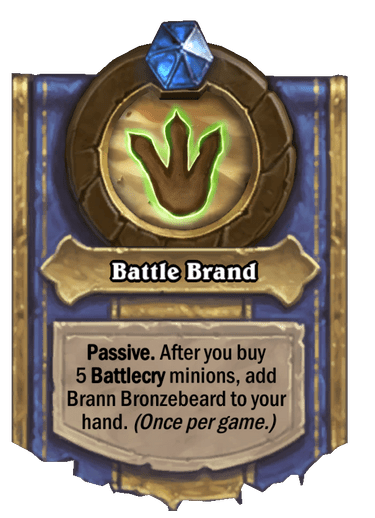 Battle Brand
Passive. After you buy
5 Battlecry minions, add
Brann Bronzebeard to your
hand. (Once per game.)